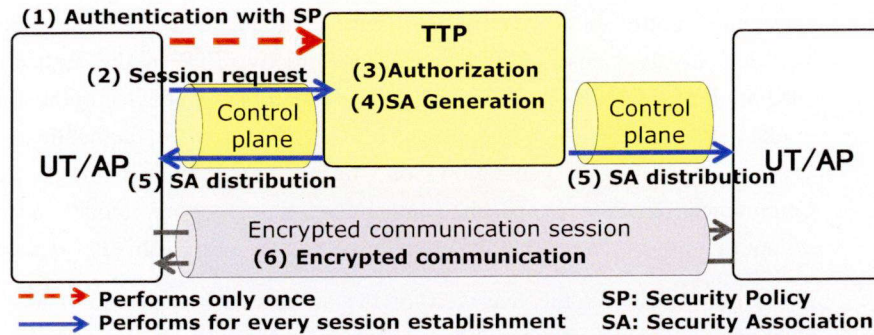 (1) Authentication with SP
TTP
(2) Session request
(3)Authorization
(4)SA Generation
Control
plane
Control
plane
UT/AP
UT/AP
(5) SA distribution
(5) SA distribution
Encrypted communication session
(6) Encrypted communication
Performs only once
SP: Security Policy
Performs for every session establishment
SA: Security Association